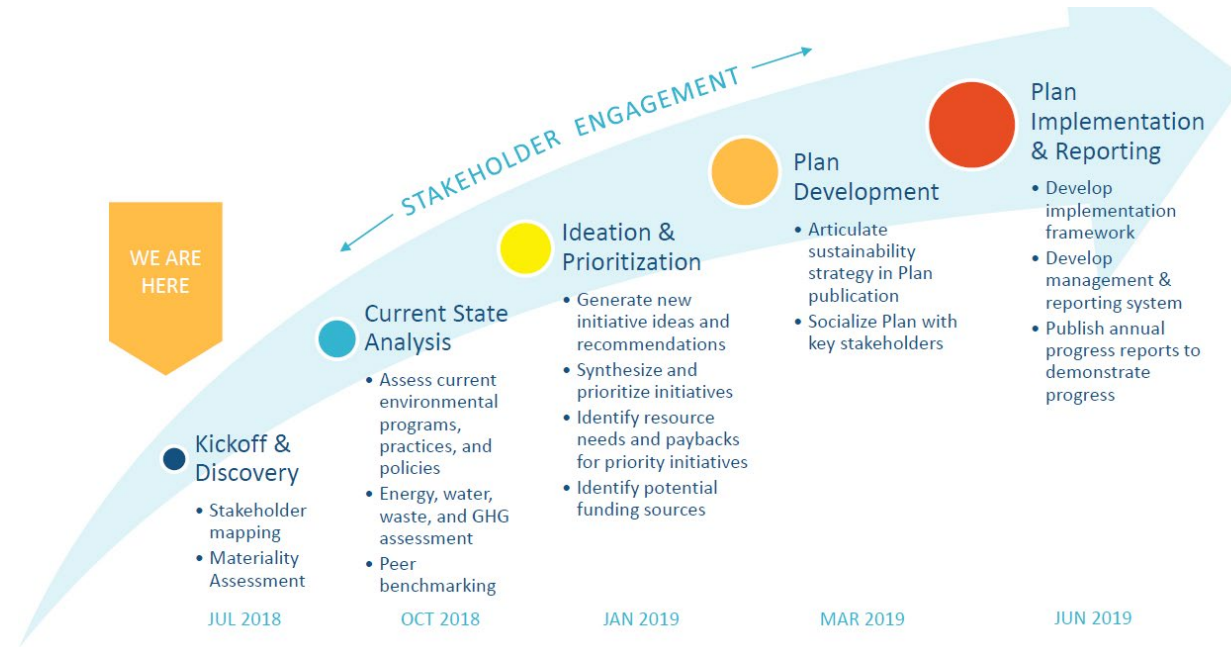 STAKEHOLDER ENGAGEMENT
WE ARE
HERE
Kickoff &
Discovery
• Stakeholder
mapping
• Materiality
Assessment
JUL 2018
Current State
Analysis
• Assess current
environmental
programs,
practices, and
policies
• Energy, water,
waste, and GHG
assessment
• Peer
benchmarking
OCT 2018
Ideation &
Prioritization
• Generate new
initiative ideas and
recommendations
• Synthesize and
prioritize initiatives
• Identify resource
needs and paybacks
for priority initiatives
• Identify potential
funding sources
JAN 2019
Plan
Development
• Articulate
sustainability
strategy in Plan
publication
• Socialize Plan with
key stakeholders
MAR 2019
Plan
Implementation
& Reporting
• Develop
implementation
framework
• Develop
management &
reporting system
• Publish annual
progress reports to
demonstrate
progress
JUN 2019